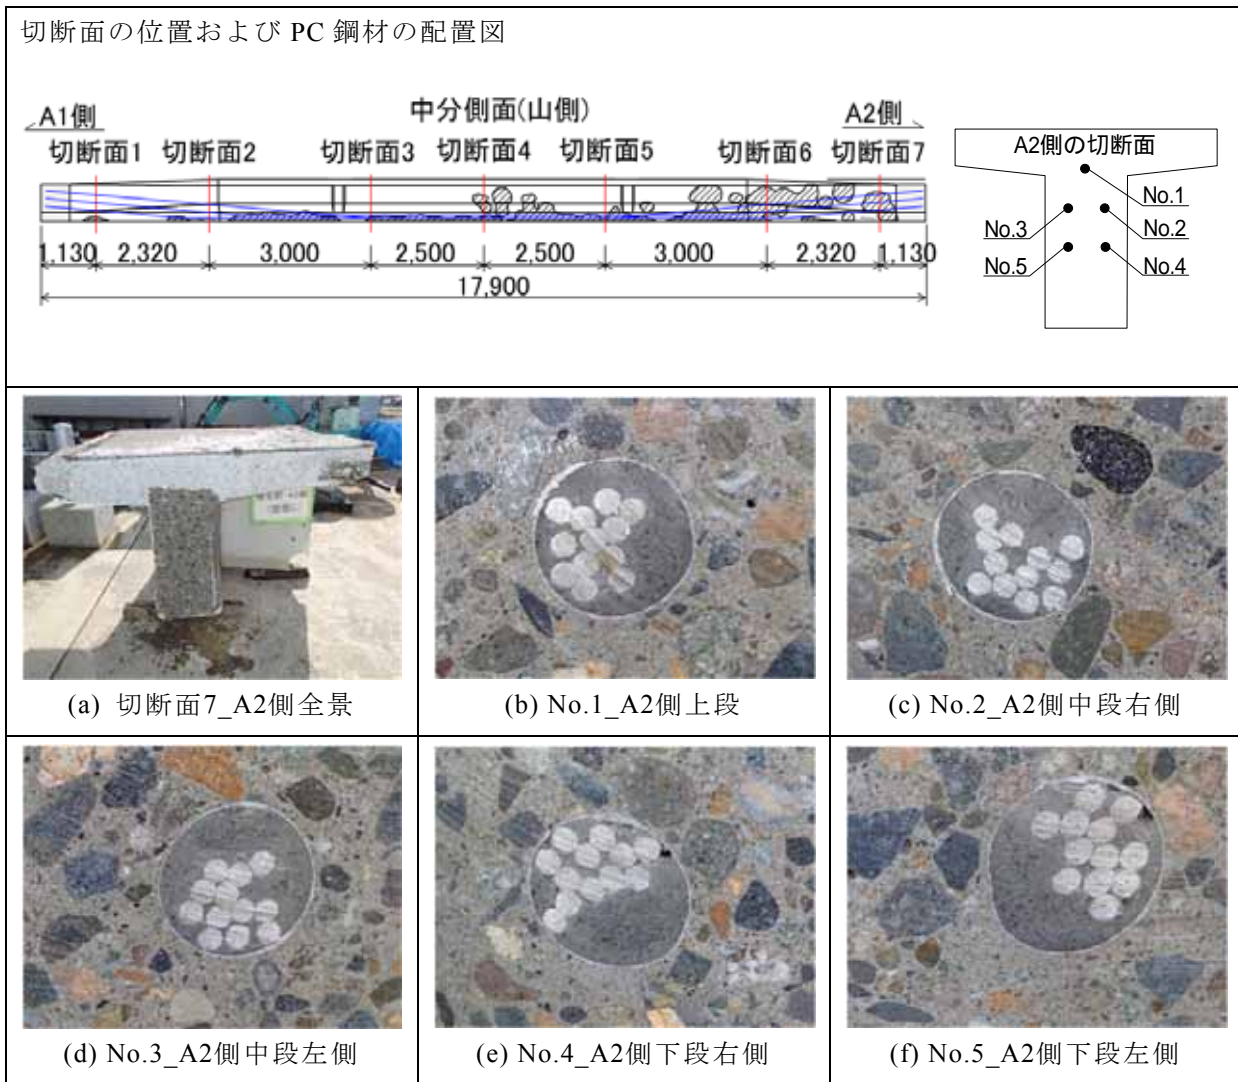 切断面の位置および PC 鋼材の配置図
A1側
中分側面(山側)
A2側
切断面1 切断面2 切断面3 切断面4 切断面5 切断面6 切断面7
1,130 2,320 3,000 2,500 2,500 3,000 2,320 1,130
17,900
A2側の切断面
No.1
No.3 No.2
No.5 No.4
(a) 切断面7_A2側全景
(b) No.1_A2側上段
(c) No.2_A2側中段右側
(d) No.3_A2側中段左側
(e) No.4_A2側下段右側
(f) No.5_A2側下段左側